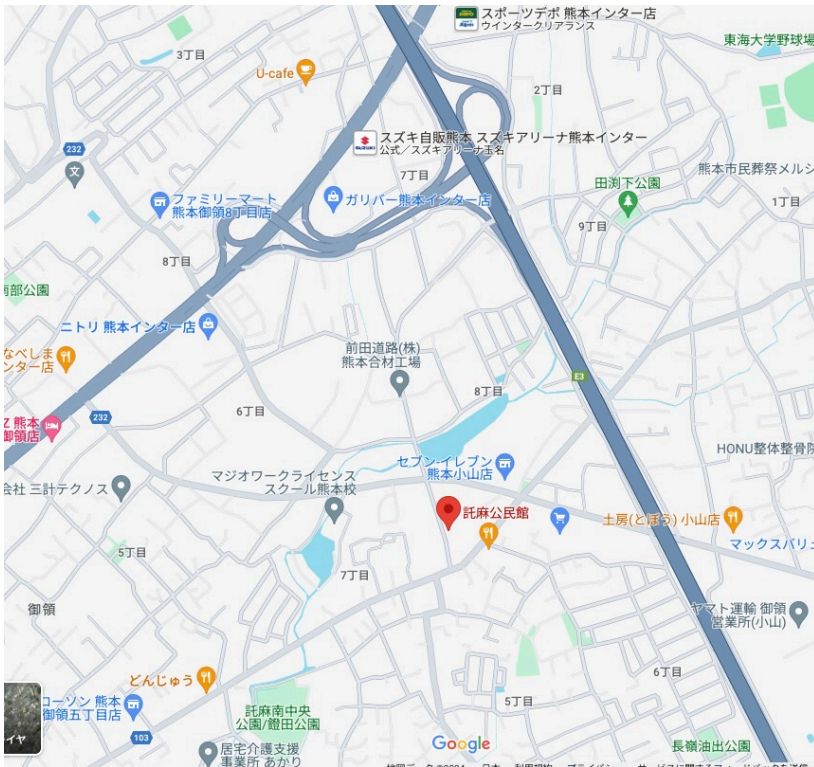 スポーツデポ 熊本インター店
ウインタークリアランス
東海大学野球場
3丁目
U-cafe
2丁目
スズキ自販熊本 スズキアリーナ熊本インター
公式／スズキアリーナ玉名
SUZUKI
232
文
7丁目
熊本市民葬祭メルシ
田渕下公園
ファミリーマート
熊本御領8丁目店
ガリバー熊本インター店
1丁目
9丁目
8丁目
南部公園
ニトリ 熊本インター店
なべしま
ンター店
前田道路(株)
熊本合材工場
E3
8丁目
6丁目
232
Z 熊本
御領店
HONU整体整骨院
セブン-イレブン
熊本小山店
マジオワークライセンス
スクール熊本校
会社 三計テクノス
託麻公民館
土房(とぼう) 小山店
マックスバリュ
5丁目
7丁目
御領
ヤマト運輸 御領
営業所(小山)
どんじゅう
6丁目
5丁目
ローソン 熊本
御領五丁目店
託麻南中央
公園/鐙田公園
イヤ
103
Google
長嶺油出公園
居宅介護支援
事業所 あかり